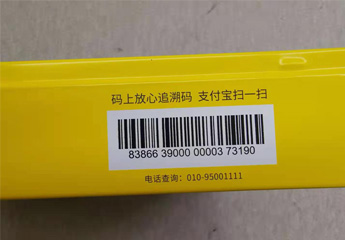 码上放心追溯码 支付宝扫一扫
83866 39000 00003 73190
电话查询：010-95001111